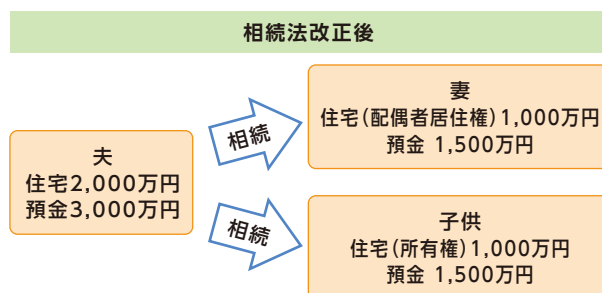 相続法改正後
夫
住宅2,000万円
預金3,000万円
相続
妻
住宅(配偶者居住権)1,000万円
預金 1,500万円
相続
子供
住宅(所有権)1,000万円
預金 1,500万円